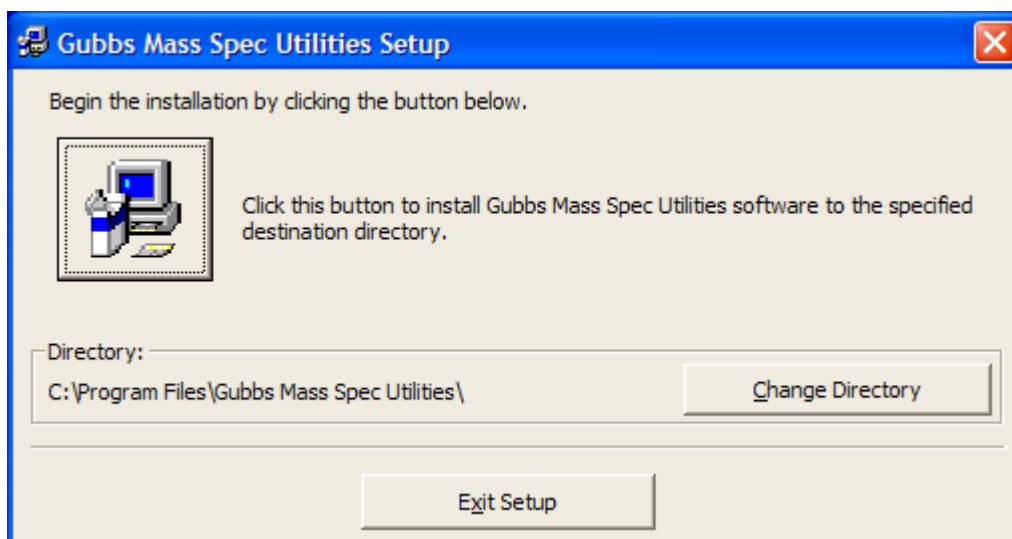 Gubbs Mass Spec Utilities Setup
Begin the installation by clicking the button below.
Click this button to install Gubbs Mass Spec Utilities software to the specified
destination directory.
Directory:
C:\Program Files\Gubbs Mass Spec Utilities\
Change Directory
Exit Setup